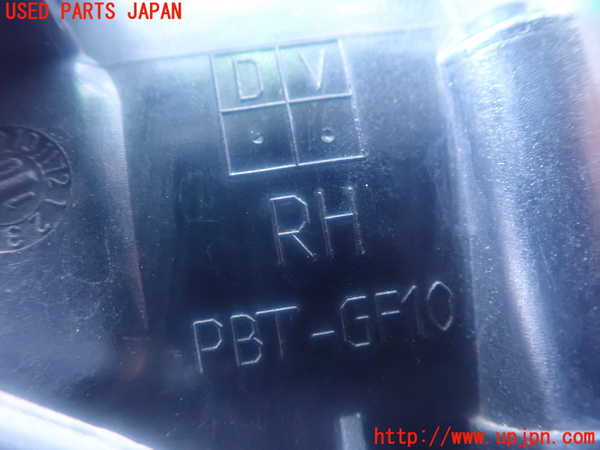 USED PARTS JAPAN
D V
RH
PBT-GF10
http://www.upjpn.com/